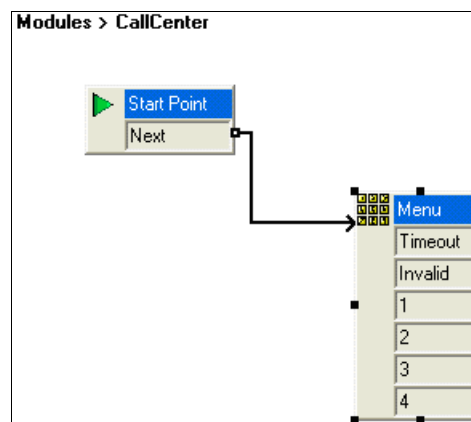 Modules > CallCenter
Start Point
Next
Menu
Timeout
Invalid
1
2
3
4